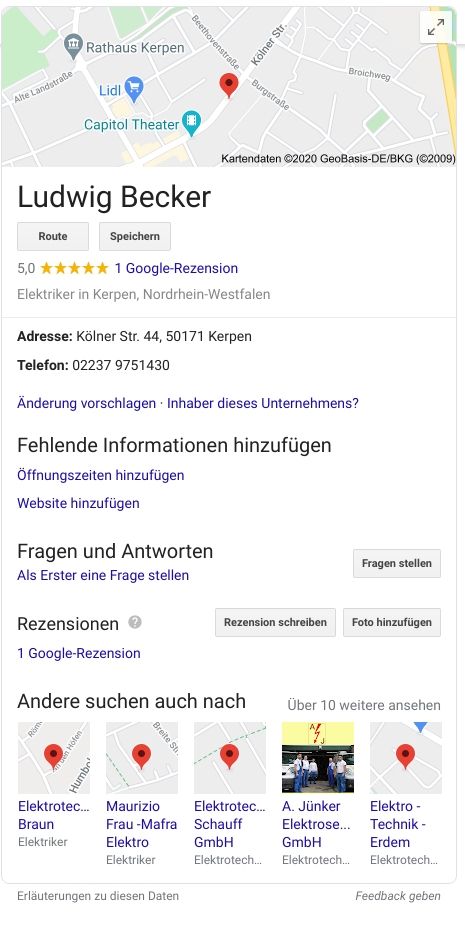 Beethovenstraße
Kölner Str.
Rathaus Kerpen
Alte Landstraße
Broichweg
Lidl
Burgstraße
Capitol Theater
Kartendaten ©2020 GeoBasis-DE/BKG (©2009)
Ludwig Becker
Route Speichern
5,0 ★★★★★ 1 Google-Rezension
Elektriker in Kerpen, Nordrhein-Westfalen
Adresse: Kölner Str. 44, 50171 Kerpen
Telefon: 02237 9751430
Änderung vorschlagen · Inhaber dieses Unternehmens?
Fehlende Informationen hinzufügen
Öffnungszeiten hinzufügen
Website hinzufügen
Fragen und Antworten
Fragen stellen
Als Erster eine Frage stellen
Rezensionen ? Rezension schreiben Foto hinzufügen
1 Google-Rezension
Andere suchen auch nach Über 10 weitere ansehen
Elektrotec...
Braun
Elektriker
Maurizio
Frau -Mafra
Elektro
Elektriker
Elektrotec...
Schauff
GmbH
Elektrotech...
A J
A. Jünker
Elektrose...
GmbH
Elektrotech...
Elektro -
Technik -
Erdem
Elektrotech...
Erläuterungen zu diesen Daten Feedback geben